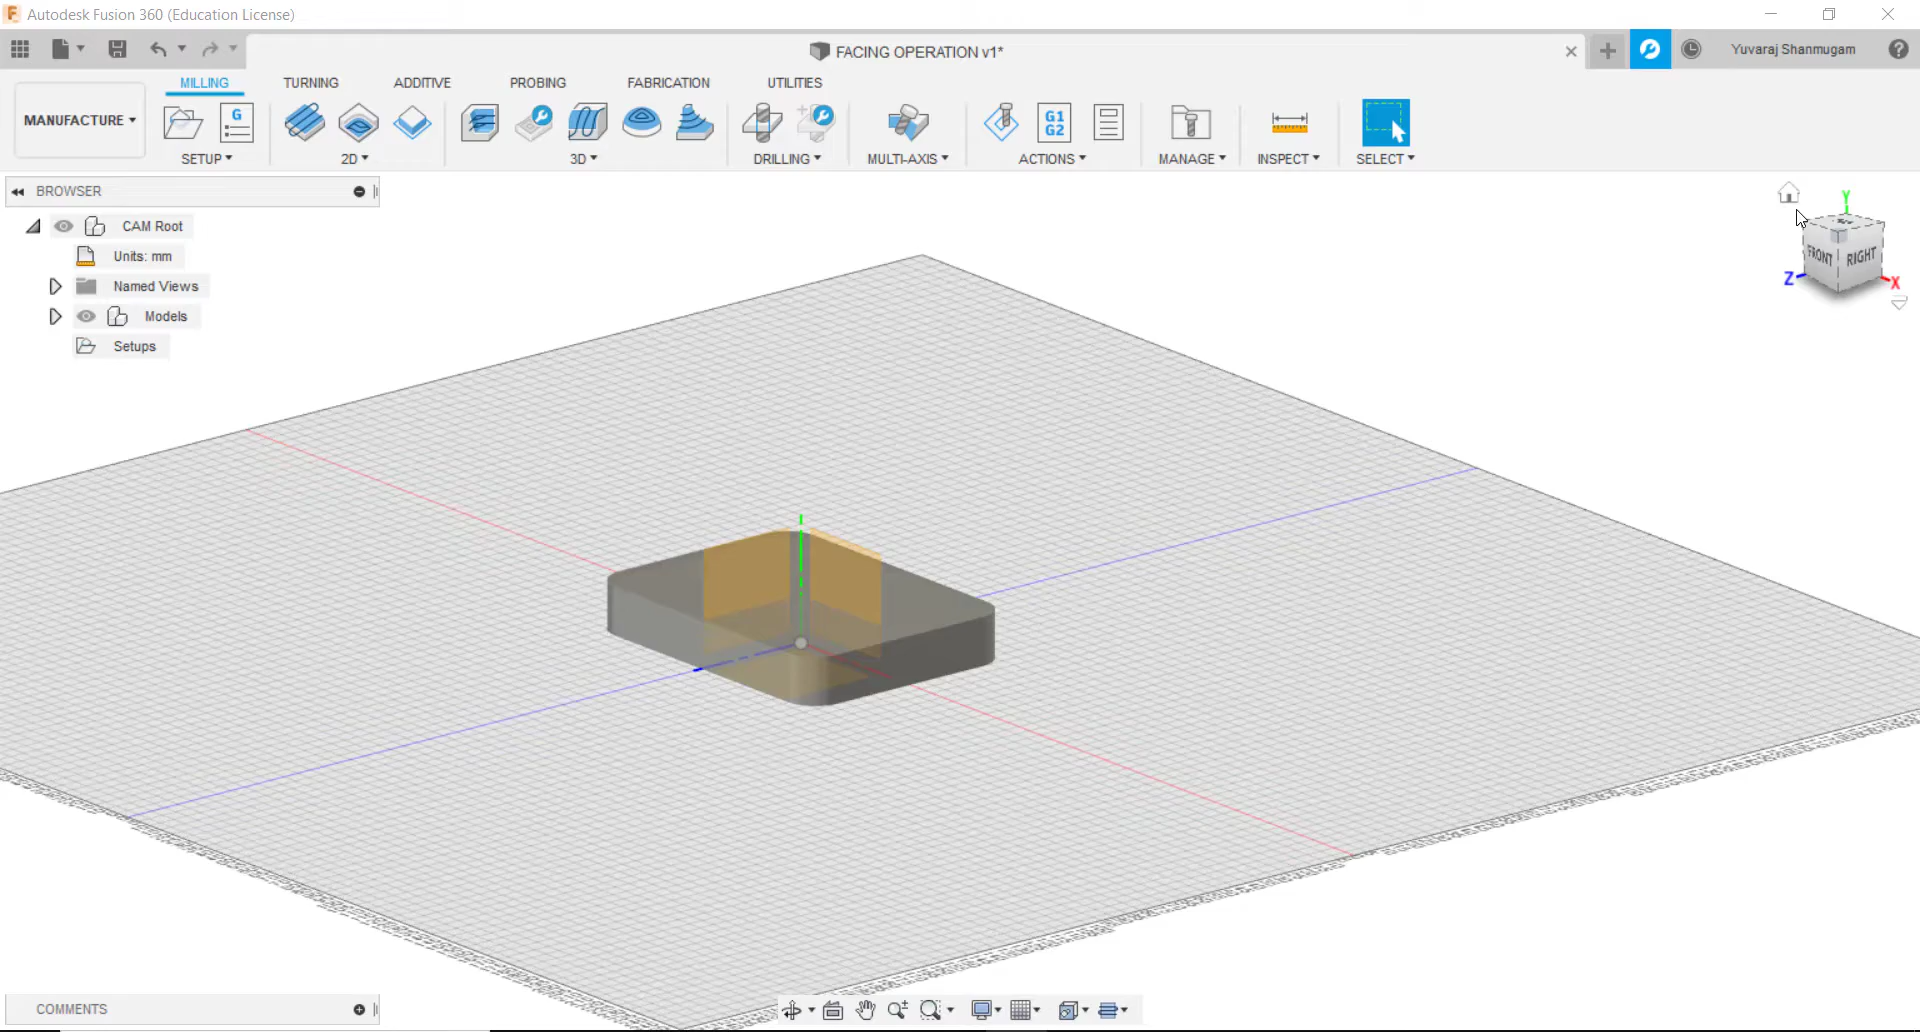 Autodesk Fusion 360 (Education License)
FACING OPERATION v1*
Yuvaraj Shanmugam
MILLING TURNING ADDITIVE PROBING FABRICATION UTILITIES
MANUFACTURE
G
G1
G2
SETUP 2D 3D DRILLING MULTI-AXIS ACTIONS MANAGE INSPECT SELECT
BROWSER
CAM Root
Units: mm
Named Views
Models
Setups
Y
FRONT RIGHT
Z X
COMMENTS